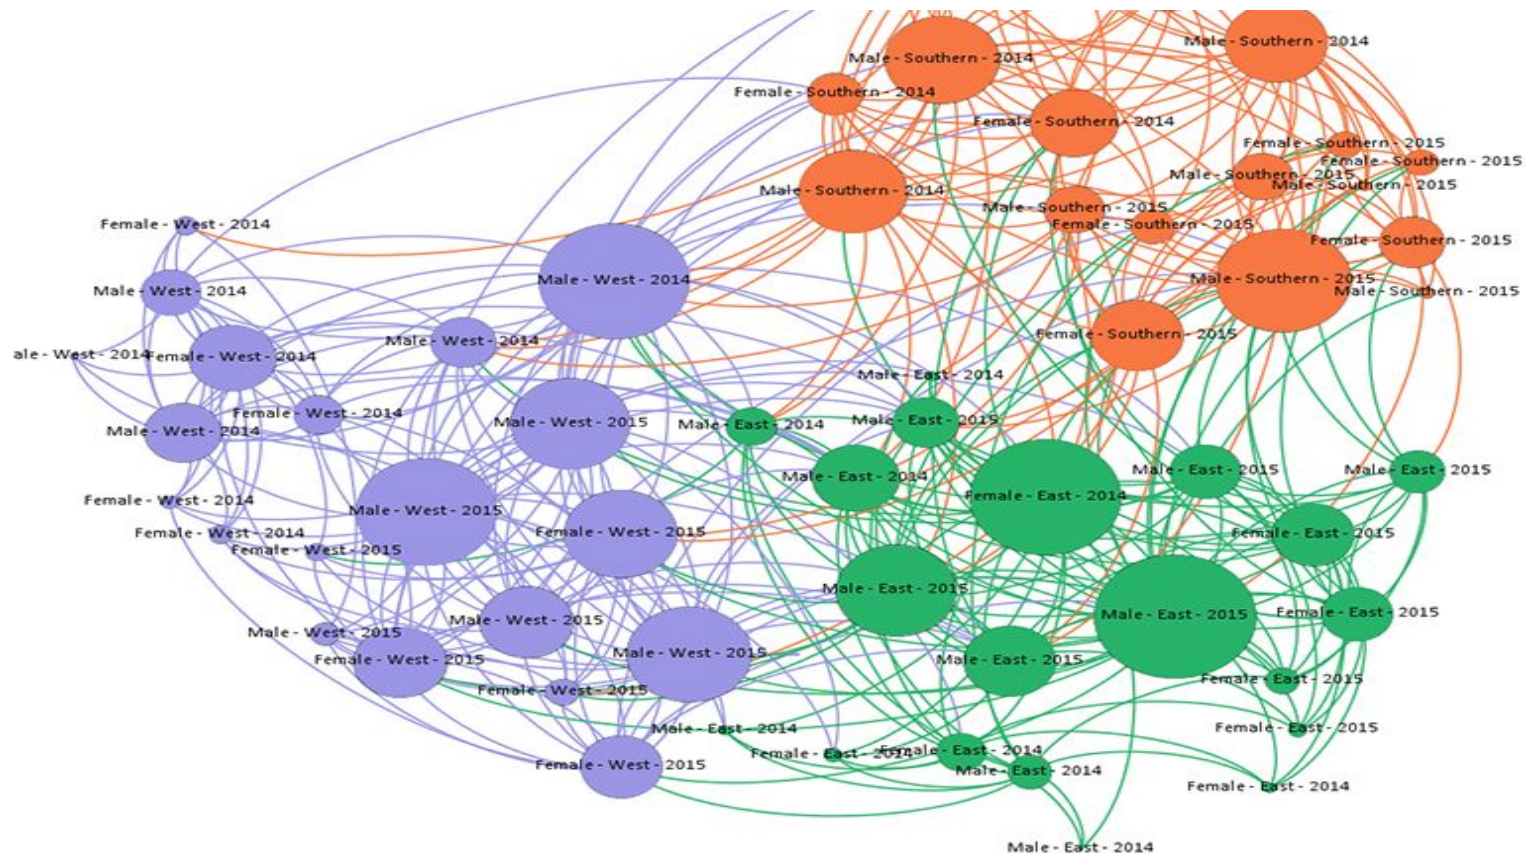 Male - Southern - 2014
Male - Southern - 2014
Female - Southern - 2014
Female - Southern - 2014
Female - Southern - 2015
Female - Southern - 2015
Male - Southern - 2015
Male - Southern - 2015
Male - Southern - 2014
Male - Southern - 2015
Female - Southern - 2015
Female - West - 2014
Female - Southern - 2015
Male - Southern - 2015
Male - West - 2014
Male - West - 2014
Male - Southern - 2015
Female - Southern - 2015
Male - West - 2014
ale - West - 2014
Female - West - 2014
Male - East - 2014
Female - West - 2014
Male - West - 2015
Male - East - 2014
Male - East - 2015
Male - West - 2014
Male - East - 2015
Male - East - 2015
Male - East - 2014
Female - East - 2014
Female - West - 2014
Male - West - 2015
Female - West - 2014
Female - West - 2015
Female - East - 2015
Female - West - 2015
Male - East - 2015
Female - East - 2015
Male - East - 2015
Male - West - 2015
Male - West - 2015
Male - West - 2015
Female - West - 2015
Male - East - 2015
Female - East - 2015
Female - West - 2015
Male - East - 2014
Female - East - 2015
Female - East - 2014
Female - East - 2014
Female - West - 2015
Male - East - 2014
Female - East - 2014
Male - East - 2014